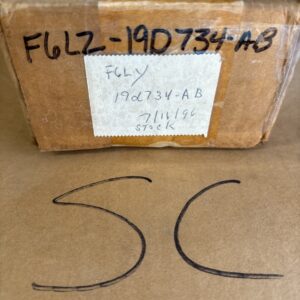 F6LZ-19D734-AB
F6LY
19d734-AB
7/11/96
STOCK
SC